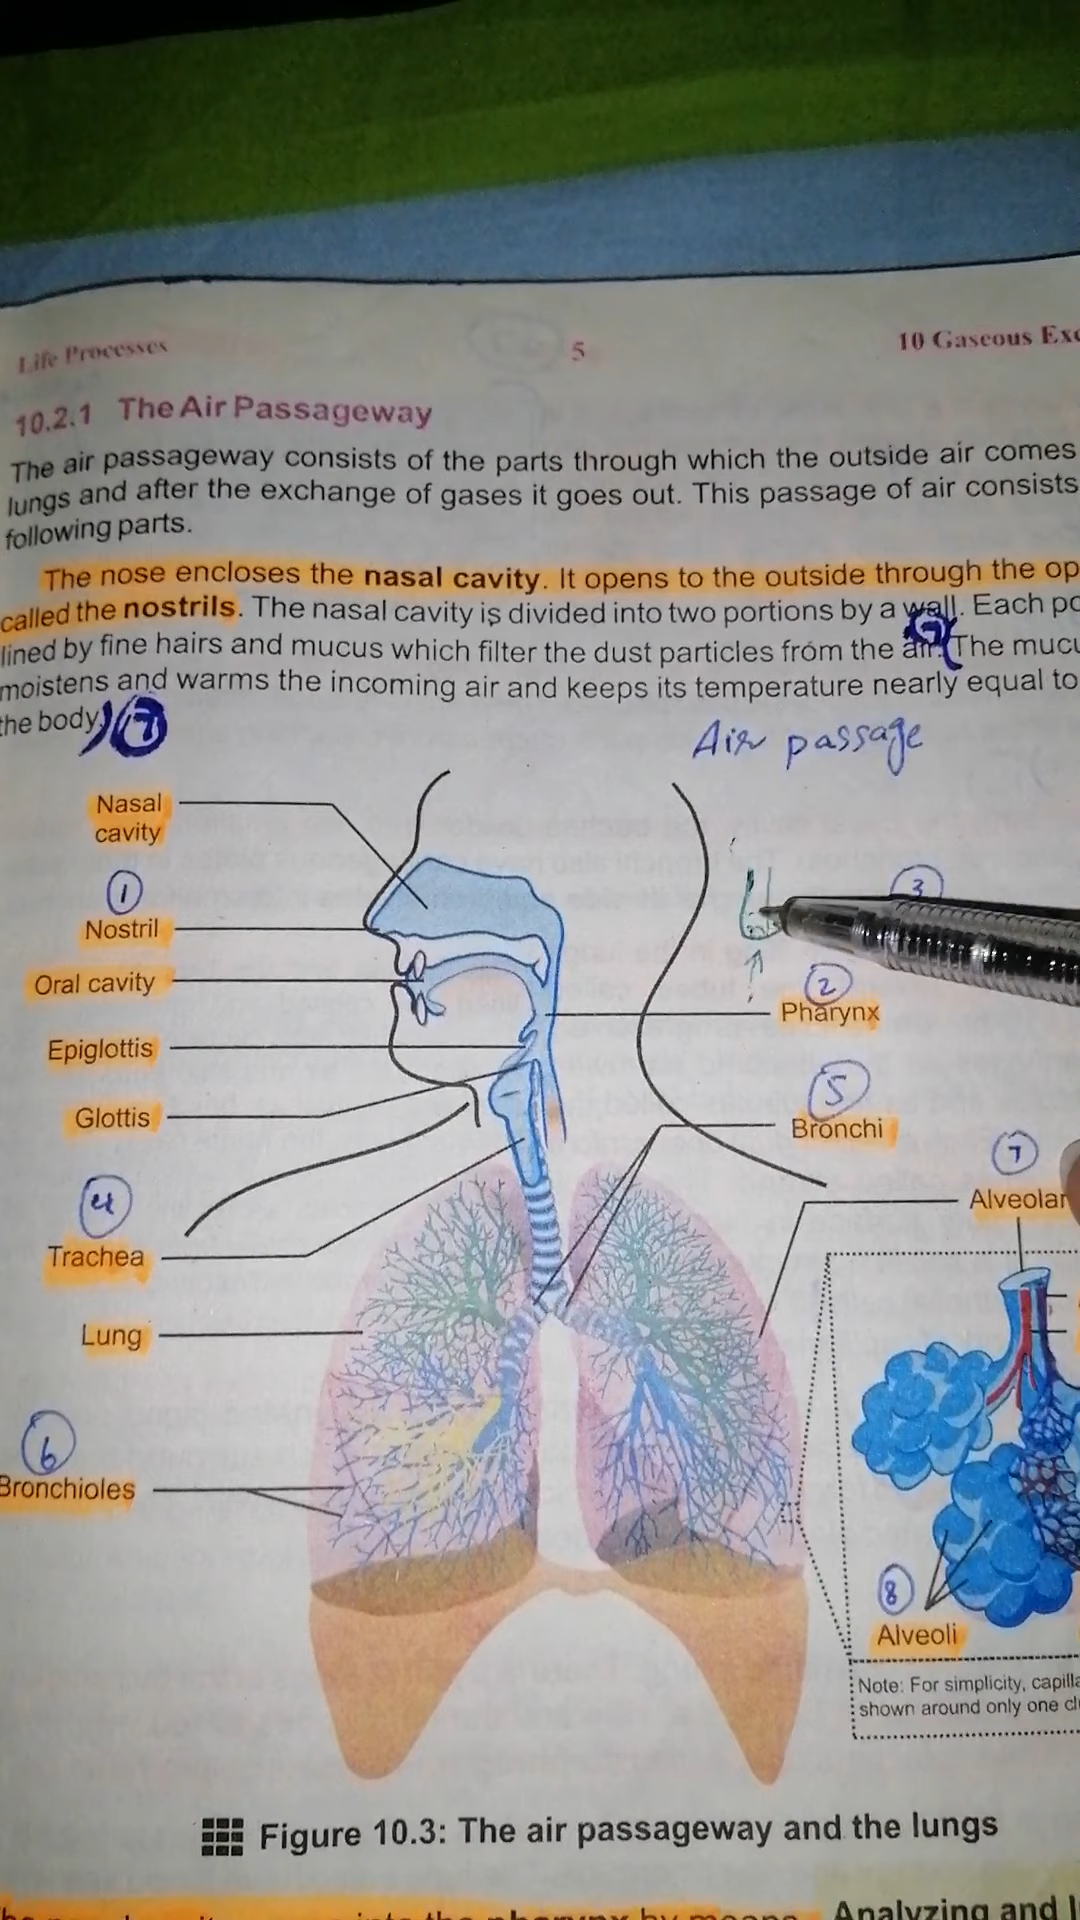 Life Processes 5 10 Gaseous
10.2.1 The Air Passageway
The air passageway consists of the parts through which the outside air comes
lungs and after the exchange of gases it goes out. This passage of air consists
following parts.
The nose encloses the nasal cavity. It opens to the outside through the op
called the nostrils. The nasal cavity is divided into two portions by a wall. Each
lined by fine hairs and mucus which filter the dust particles from the air. The
moistens and warms the incoming air and keeps its temperature nearly equal to
the body
7
Air passage
Nasal
cavity
1
Nostril
3
Oral cavity
2
Pharynx
Epiglottis
5
Glottis
Bronchi
7
4
Alveolar
Trachea
Lung
6
Bronchioles
8
Alveoli
Note: For simplicity,
shown around only one
Figure 10.3: The air passageway and the lungs
into the pharynx by means
Analyzing and